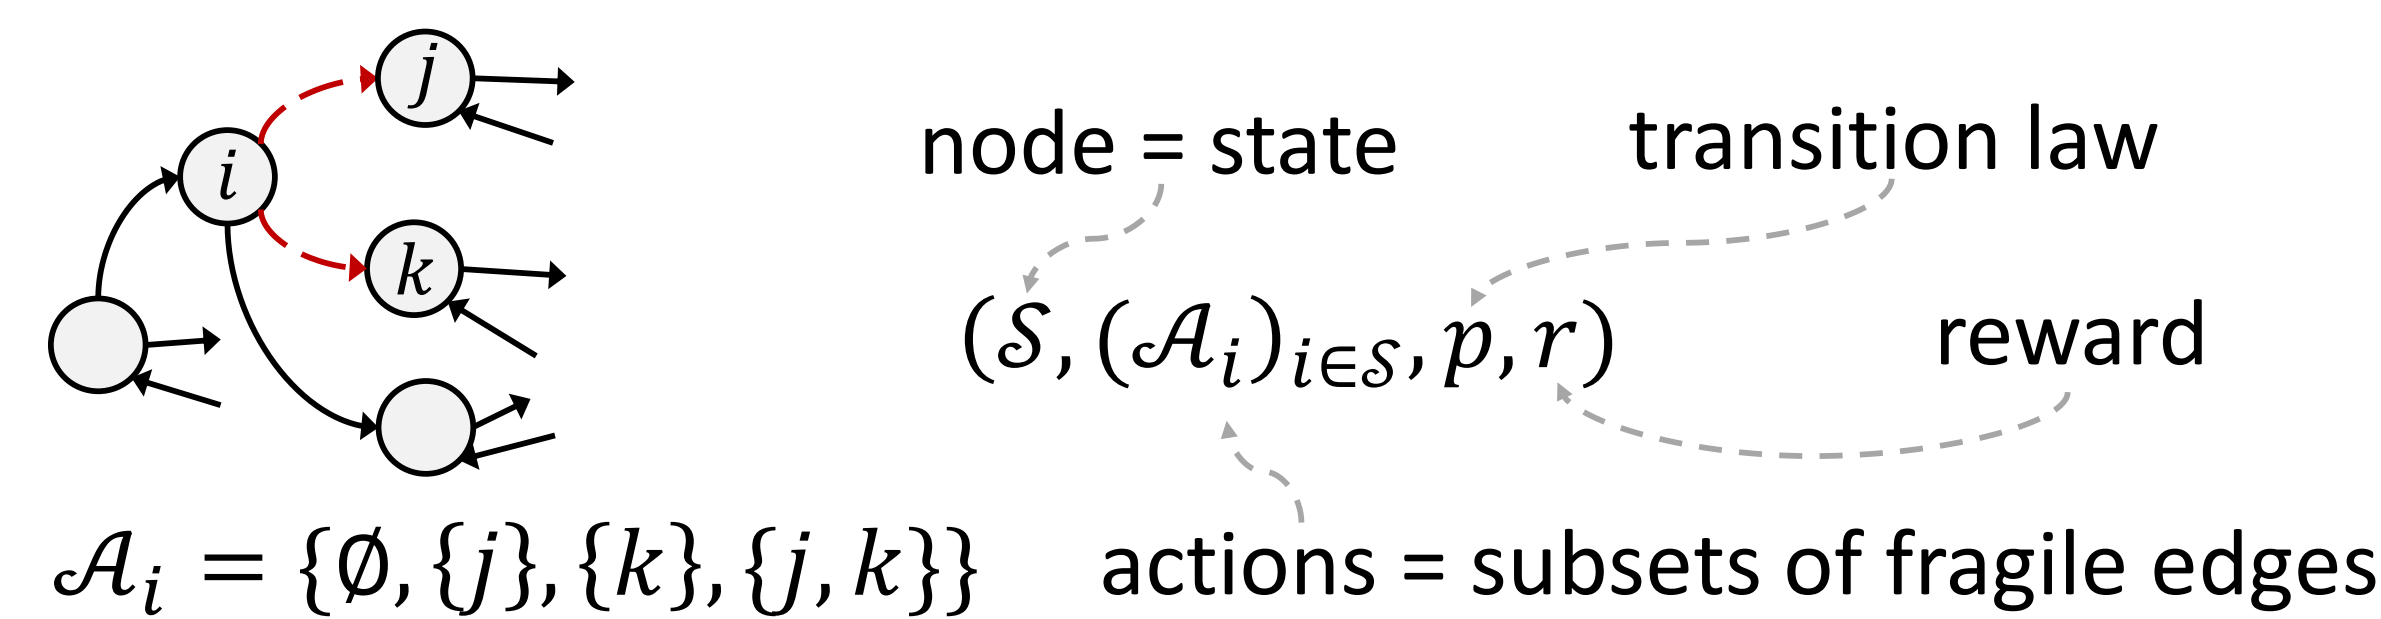 j
i
k
node = state
transition law
(𝒮, (𝒜ᵢ)ᵢ∈𝒮, p, r)
reward
𝒜ᵢ = {∅, {j}, {k}, {j, k}}
actions = subsets of fragile edges